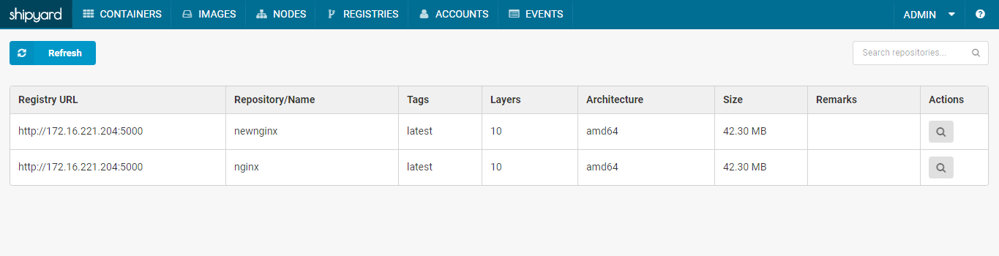 shipyard CONTAINERS IMAGES NODES REGISTRIES ACCOUNTS EVENTS ADMIN
Refresh Search repositories...
Registry URL Repository/Name Tags Layers Architecture Size Remarks Actions
http://172.16.221.204:5000 newnginx latest 10 amd64 42.30 MB
http://172.16.221.204:5000 nginx latest 10 amd64 42.30 MB